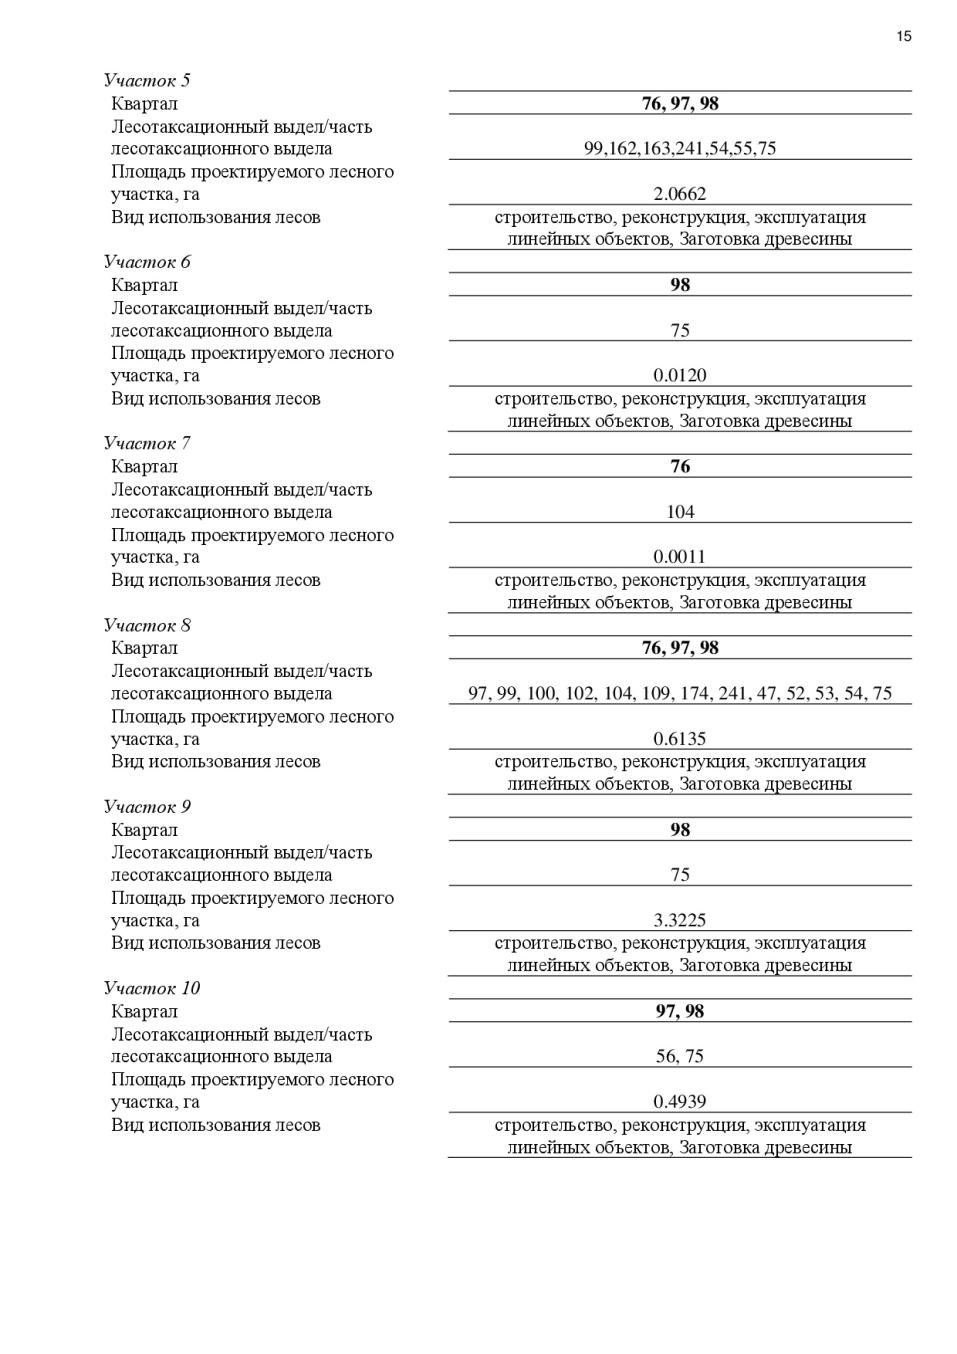 15
Участок 5
Квартал 76, 97, 98
Лесотаксационный выдел/часть
лесотаксационного выдела 99,162,163,241,54,55,75
Площадь проектируемого лесного
участка, га 2.0662
Вид использования лесов строительство, реконструкция, эксплуатация
линейных объектов, Заготовка древесины
Участок 6
Квартал 98
Лесотаксационный выдел/часть
лесотаксационного выдела 75
Площадь проектируемого лесного
участка, га 0.0120
Вид использования лесов строительство, реконструкция, эксплуатация
линейных объектов, Заготовка древесины
Участок 7
Квартал 76
Лесотаксационный выдел/часть
лесотаксационного выдела 104
Площадь проектируемого лесного
участка, га 0.0011
Вид использования лесов строительство, реконструкция, эксплуатация
линейных объектов, Заготовка древесины
Участок 8
Квартал 76, 97, 98
Лесотаксационный выдел/часть
лесотаксационного выдела 97, 99, 100, 102, 104, 109, 174, 241, 47, 52, 53, 54, 75
Площадь проектируемого лесного
участка, га 0.6135
Вид использования лесов строительство, реконструкция, эксплуатация
линейных объектов, Заготовка древесины
Участок 9
Квартал 98
Лесотаксационный выдел/часть
лесотаксационного выдела 75
Площадь проектируемого лесного
участка, га 3.3225
Вид использования лесов строительство, реконструкция, эксплуатация
линейных объектов, Заготовка древесины
Участок 10
Квартал 97, 98
Лесотаксационный выдел/часть
лесотаксационного выдела 56, 75
Площадь проектируемого лесного
участка, га 0.4939
Вид использования лесов строительство, реконструкция, эксплуатация
линейных объектов, Заготовка древесины